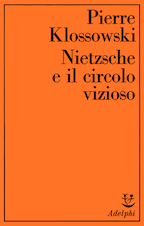 Pierre
Klossowski
Nietzsche
e il circolo
vizioso
Adelphi